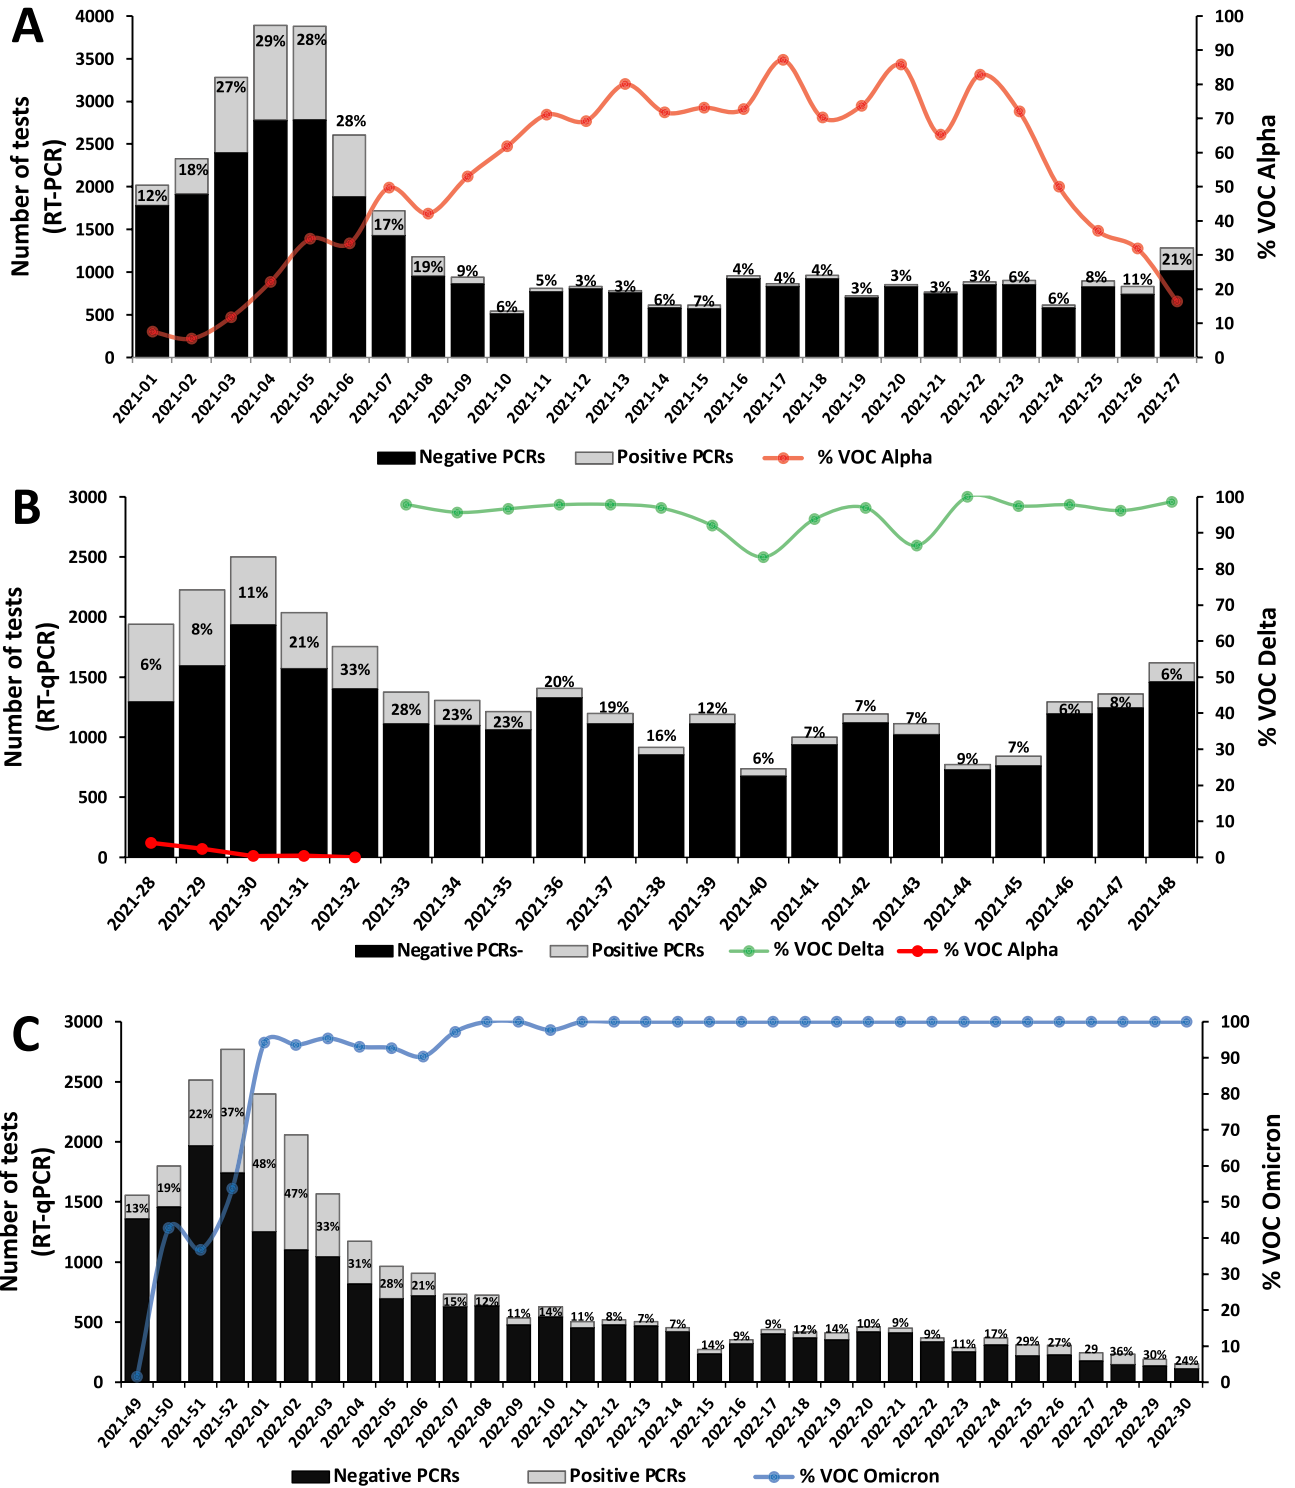 A
4000 3500 3000 2500 2000 1500 1000 500 0
Number of tests
(RT-PCR)
12% 18% 27% 29% 28% 28% 17% 19% 9% 6% 5% 3% 3% 6% 7% 4% 4% 4% 3% 3% 3% 3% 6% 6% 8% 11% 21%
100 90 80 70 60 50 40 30 20 10 0
% VOC Alpha
2021-01 2021-02 2021-03 2021-04 2021-05 2021-06 2021-07 2021-08 2021-09 2021-10 2021-11 2021-12 2021-13 2021-14 2021-15 2021-16 2021-17 2021-18 2021-19 2021-20 2021-21 2021-22 2021-23 2021-24 2021-25 2021-26 2021-27
Negative PCRs Positive PCRs % VOC Alpha
B
3000 2500 2000 1500 1000 500 0
Number of tests
(RT-qPCR)
6% 8% 11% 21% 33% 28% 23% 23% 20% 19% 16% 12% 6% 7% 7% 7% 9% 7% 6% 8% 6%
100 90 80 70 60 50 40 30 20 10 0
% VOC Delta
2021-28 2021-29 2021-30 2021-31 2021-32 2021-33 2021-34 2021-35 2021-36 2021-37 2021-38 2021-39 2021-40 2021-41 2021-42 2021-43 2021-44 2021-45 2021-46 2021-47 2021-48
Negative PCRs- Positive PCRs % VOC Delta % VOC Alpha
C
3000 2500 2000 1500 1000 500 0
Number of tests
(RT-qPCR)
13% 19% 22% 37% 48% 47% 33% 31% 28% 21% 15% 12% 11% 14% 11% 8% 7% 7% 14% 9% 9% 12% 14% 10% 9% 9% 11% 17% 29% 27% 29 36% 30% 24%
100 90 80 70 60 50 40 30 20 10 0
% VOC Omicron
2021-49 2021-50 2021-51 2021-52 2022-01 2022-02 2022-03 2022-04 2022-05 2022-06 2022-07 2022-08 2022-09 2022-10 2022-11 2022-12 2022-13 2022-14 2022-15 2022-16 2022-17 2022-18 2022-19 2022-20 2022-21 2022-22 2022-23 2022-24 2022-25 2022-26 2022-27 2022-28 2022-29 2022-30
Negative PCRs Positive PCRs % VOC Omicron